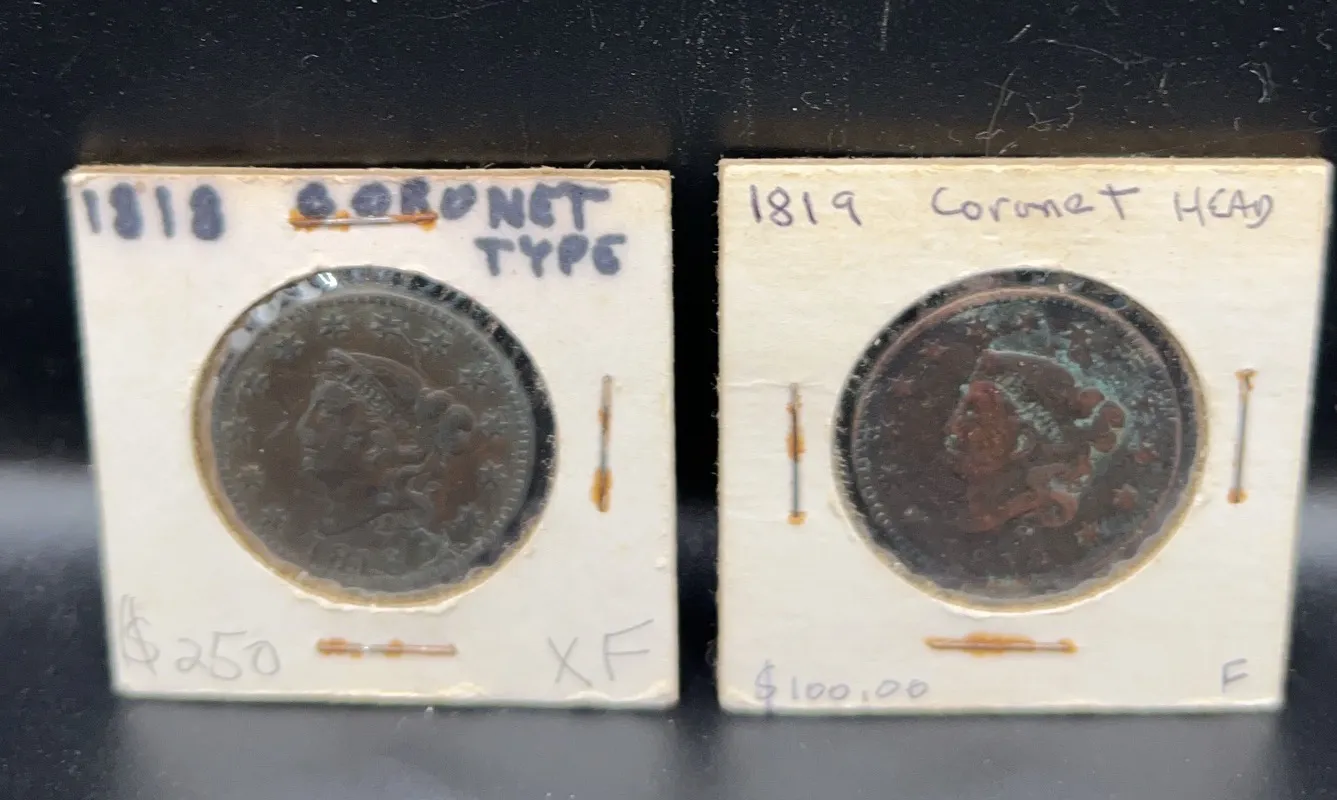 1818 CORONET
TYPE
$250 XF
1819 Coronet HEAD
$100.00 F